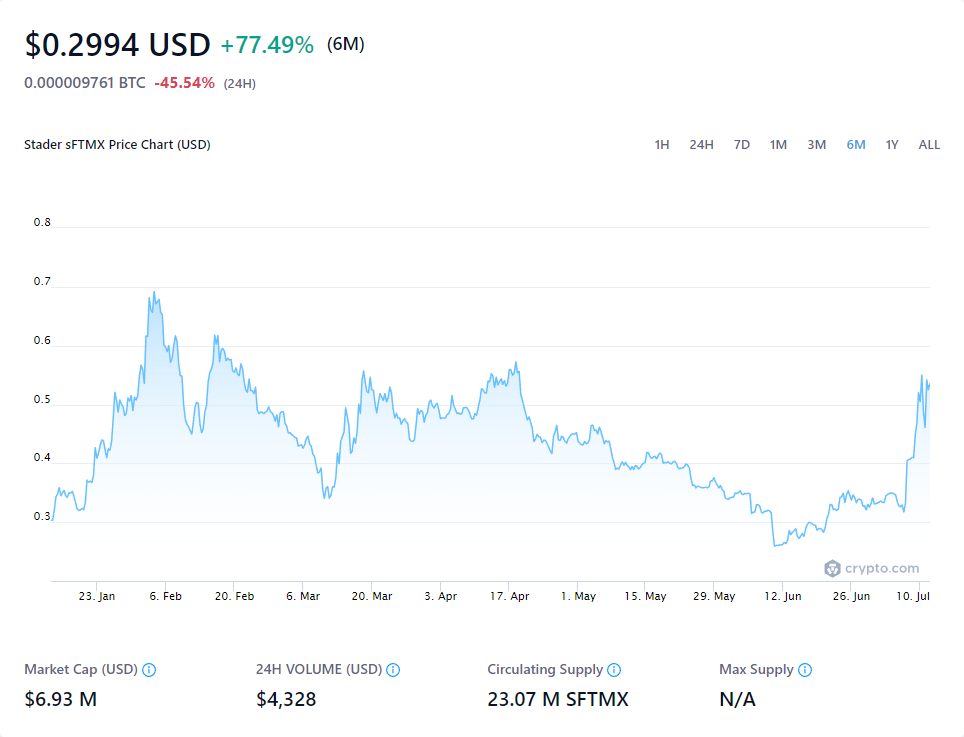 $0.2994 USD +77.49% (6M)
0.000009761 BTC -45.54% (24H)
Stader sFTMX Price Chart (USD) 1H 24H 7D 1M 3M 6M 1Y ALL
0.8
0.7
0.6
0.5
0.4
0.3
crypto.com
23. Jan 6. Feb 20. Feb 6. Mar 20. Mar 3. Apr 17. Apr 1. May 15. May 29. May 12. Jun 26. Jun 10. Jul
Market Cap (USD) 24H VOLUME (USD) Circulating Supply Max Supply
$6.93 M $4,328 23.07 M SFTMX N/A